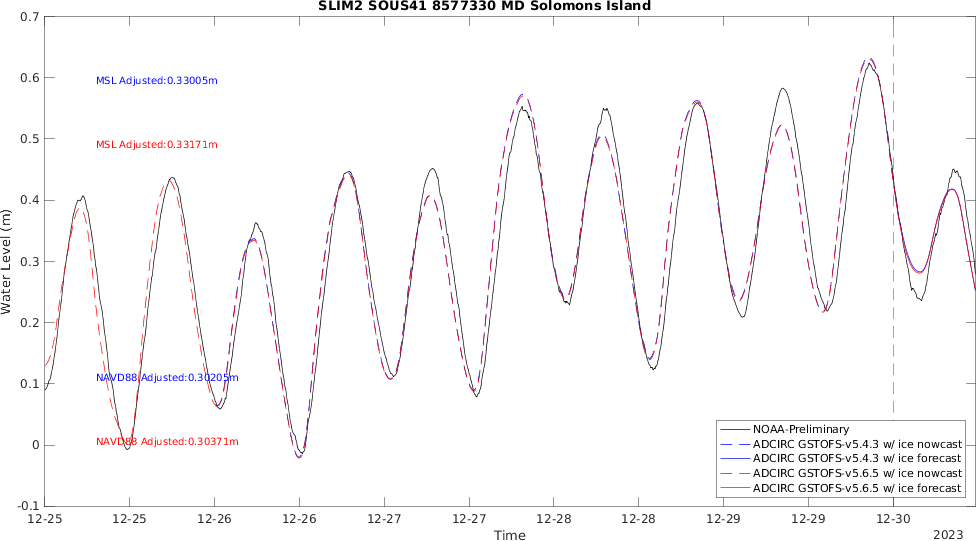 SLIM2 SOUS41 8577330 MD Solomons Island
0.7
0.6
0.5
0.4
0.3
0.2
0.1
0
-0.1
Water Level (m)
MSL Adjusted:0.33005m
MSL Adjusted:0.33171m
NAVD88 Adjusted:0.30205m
NAVD88 Adjusted:0.30371m
NOAA-Preliminary
ADCIRC GSTOFS-v5.4.3 w/ ice nowcast
ADCIRC GSTOFS-v5.4.3 w/ ice forecast
ADCIRC GSTOFS-v5.6.5 w/ ice nowcast
ADCIRC GSTOFS-v5.6.5 w/ ice forecast
12-25 12-25 12-26 12-26 12-27 12-27 12-28 12-28 12-29 12-29 12-30
Time
2023